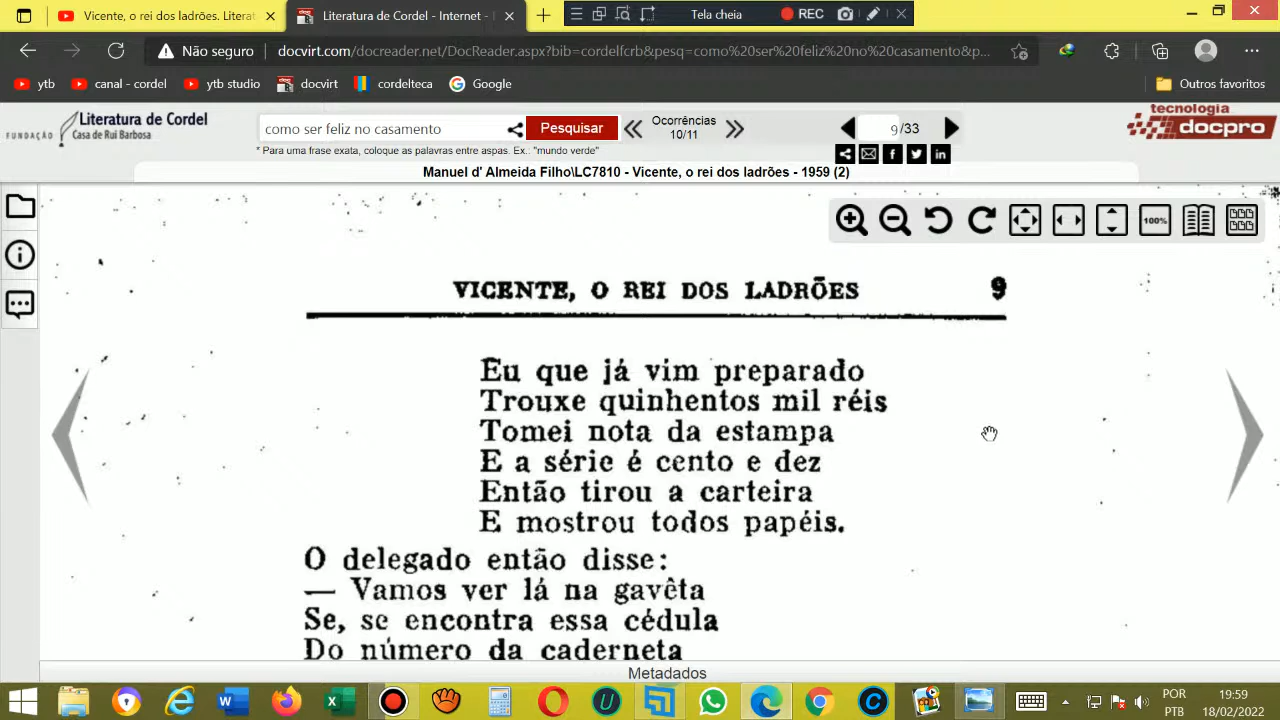 Vicente, o rei dos ladrões. Literat
Literatura de Cordel - Internet - D
Tela cheia
REC
Não seguro
docvirt.com/docreader.net/DocReader.aspx?bib=cordelfcrb&pesq=como%20ser%20feliz%20no%20casamento&p...
ytb
canal - cordel
ytb studio
docvirt
cordelteca
Google
Outros favoritos
FUNDAÇÃO
Literatura de Cordel
Casa de Rui Barbosa
como ser feliz no casamento
Pesquisar
Ocorrências
10/11
9 /33
tecnologia
docpro
* Para uma frase exata, coloque as palavras entre aspas. Ex.: "mundo verde"
Manuel d' Almeida Filho\LC7810 - Vicente, o rei dos ladrões - 1959 (2)
100%
VICENTE, O REI DOS LADRÕES 9
Eu que já vim preparado
Trouxe quinhentos mil réis
Tomei nota da estampa
E a série é cento e dez
Então tirou a carteira
E mostrou todos papéis.
O delegado então disse:
— Vamos ver lá na gavêta
Se, se encontra essa cédula
Do número da caderneta
Metadados
POR
PTB
19:59
18/02/2022